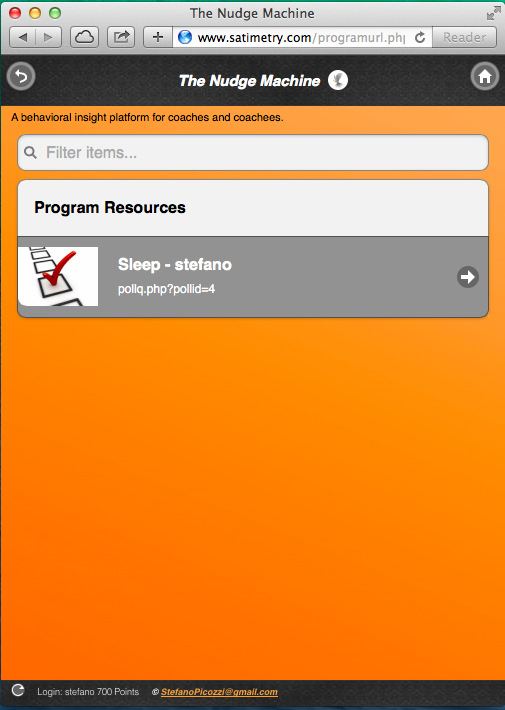 The Nudge Machine
www.satimetry.com/programurl.php
Reader
The Nudge Machine
A behavioral insight platform for coaches and coachees.
Filter items...
Program Resources
Sleep - stefano
pollq.php?pollid=4
Login: stefano 700 Points © StefanoPicozzi@gmail.com